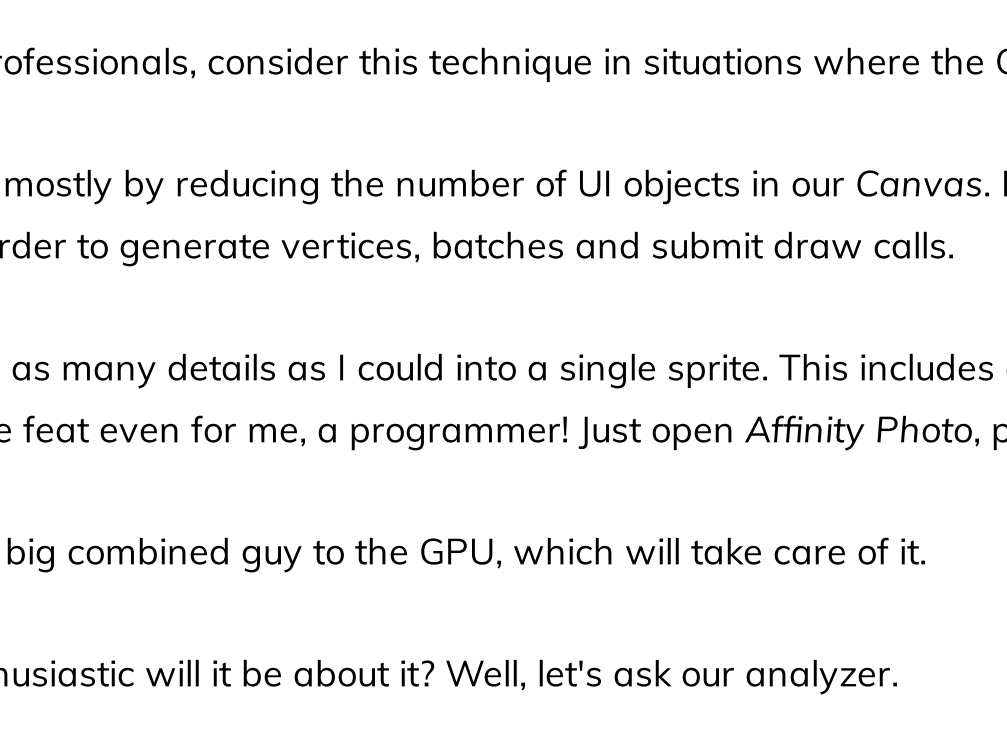 rofessionals, consider this technique in situations where the
mostly by reducing the number of UI objects in our Canvas.
rder to generate vertices, batches and submit draw calls.
as many details as I could into a single sprite. This includes
e feat even for me, a programmer! Just open Affinity Photo, p
big combined guy to the GPU, which will take care of it.
husiastic will it be about it? Well, let's ask our analyzer.